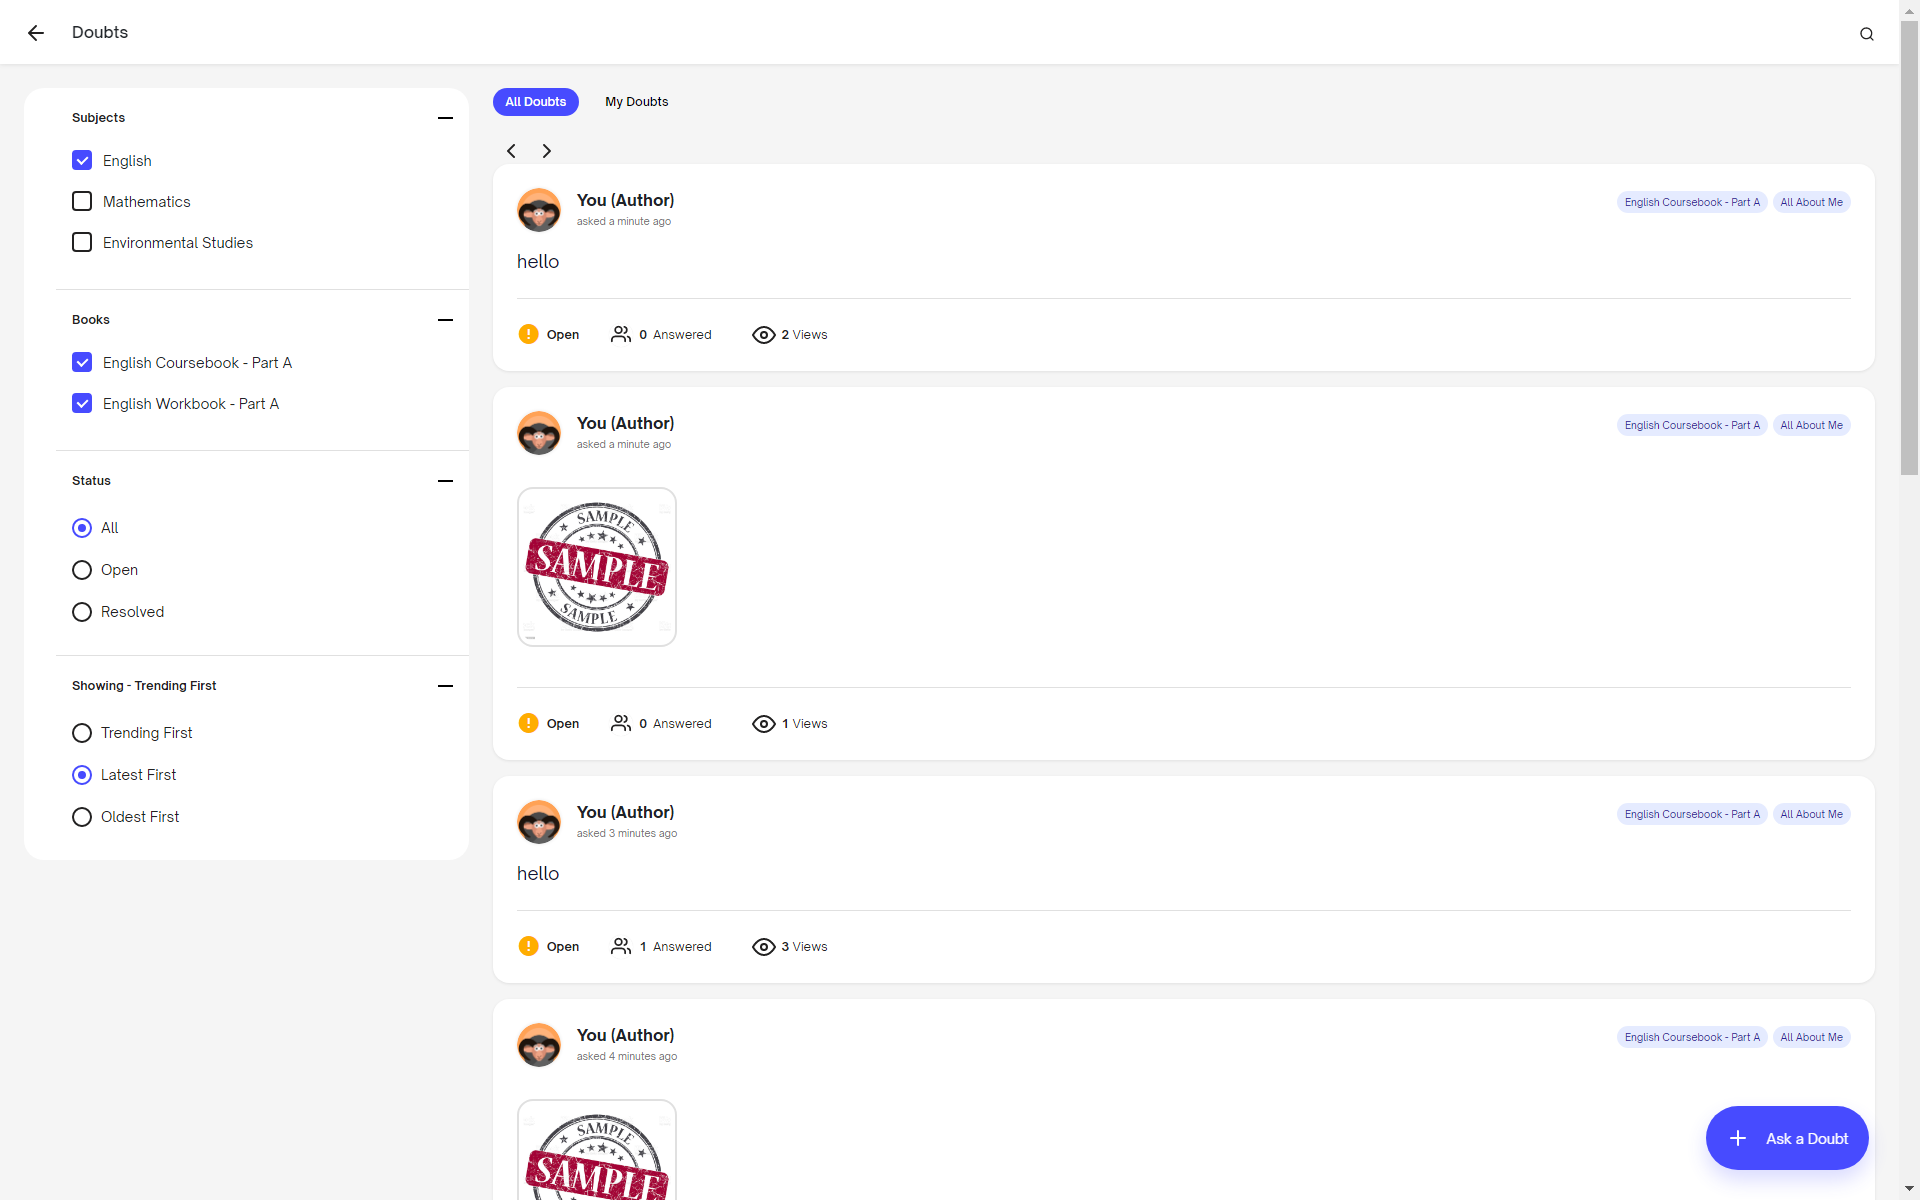 Doubts
Subjects
English
Mathematics
Environmental Studies
Books
English Coursebook - Part A
English Workbook - Part A
Status
All
Open
Resolved
Showing - Trending First
Trending First
Latest First
Oldest First
All Doubts My Doubts
You (Author)
asked a minute ago
English Coursebook - Part A All About Me
hello
Open 0 Answered 2 Views
You (Author)
asked a minute ago
English Coursebook - Part A All About Me
SAMPLE
SAMPLE
SAMPLE
Open 0 Answered 1 Views
You (Author)
asked 3 minutes ago
English Coursebook - Part A All About Me
hello
Open 1 Answered 3 Views
You (Author)
asked 4 minutes ago
English Coursebook - Part A All About Me
SAMPLE
SAMPLE
Ask a Doubt